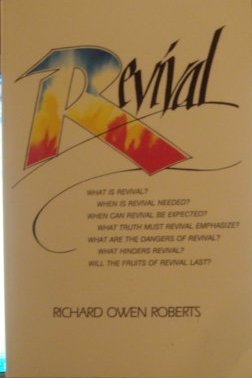 Revival
WHAT IS REVIVAL?
WHEN IS REVIVAL NEEDED?
WHEN CAN REVIVAL BE EXPECTED?
WHAT TRUTH MUST REVIVAL EMPHASIZE?
WHAT ARE THE DANGERS OF REVIVAL?
WHAT HINDERS REVIVAL?
WILL THE FRUITS OF REVIVAL LAST?
RICHARD OWEN ROBERTS